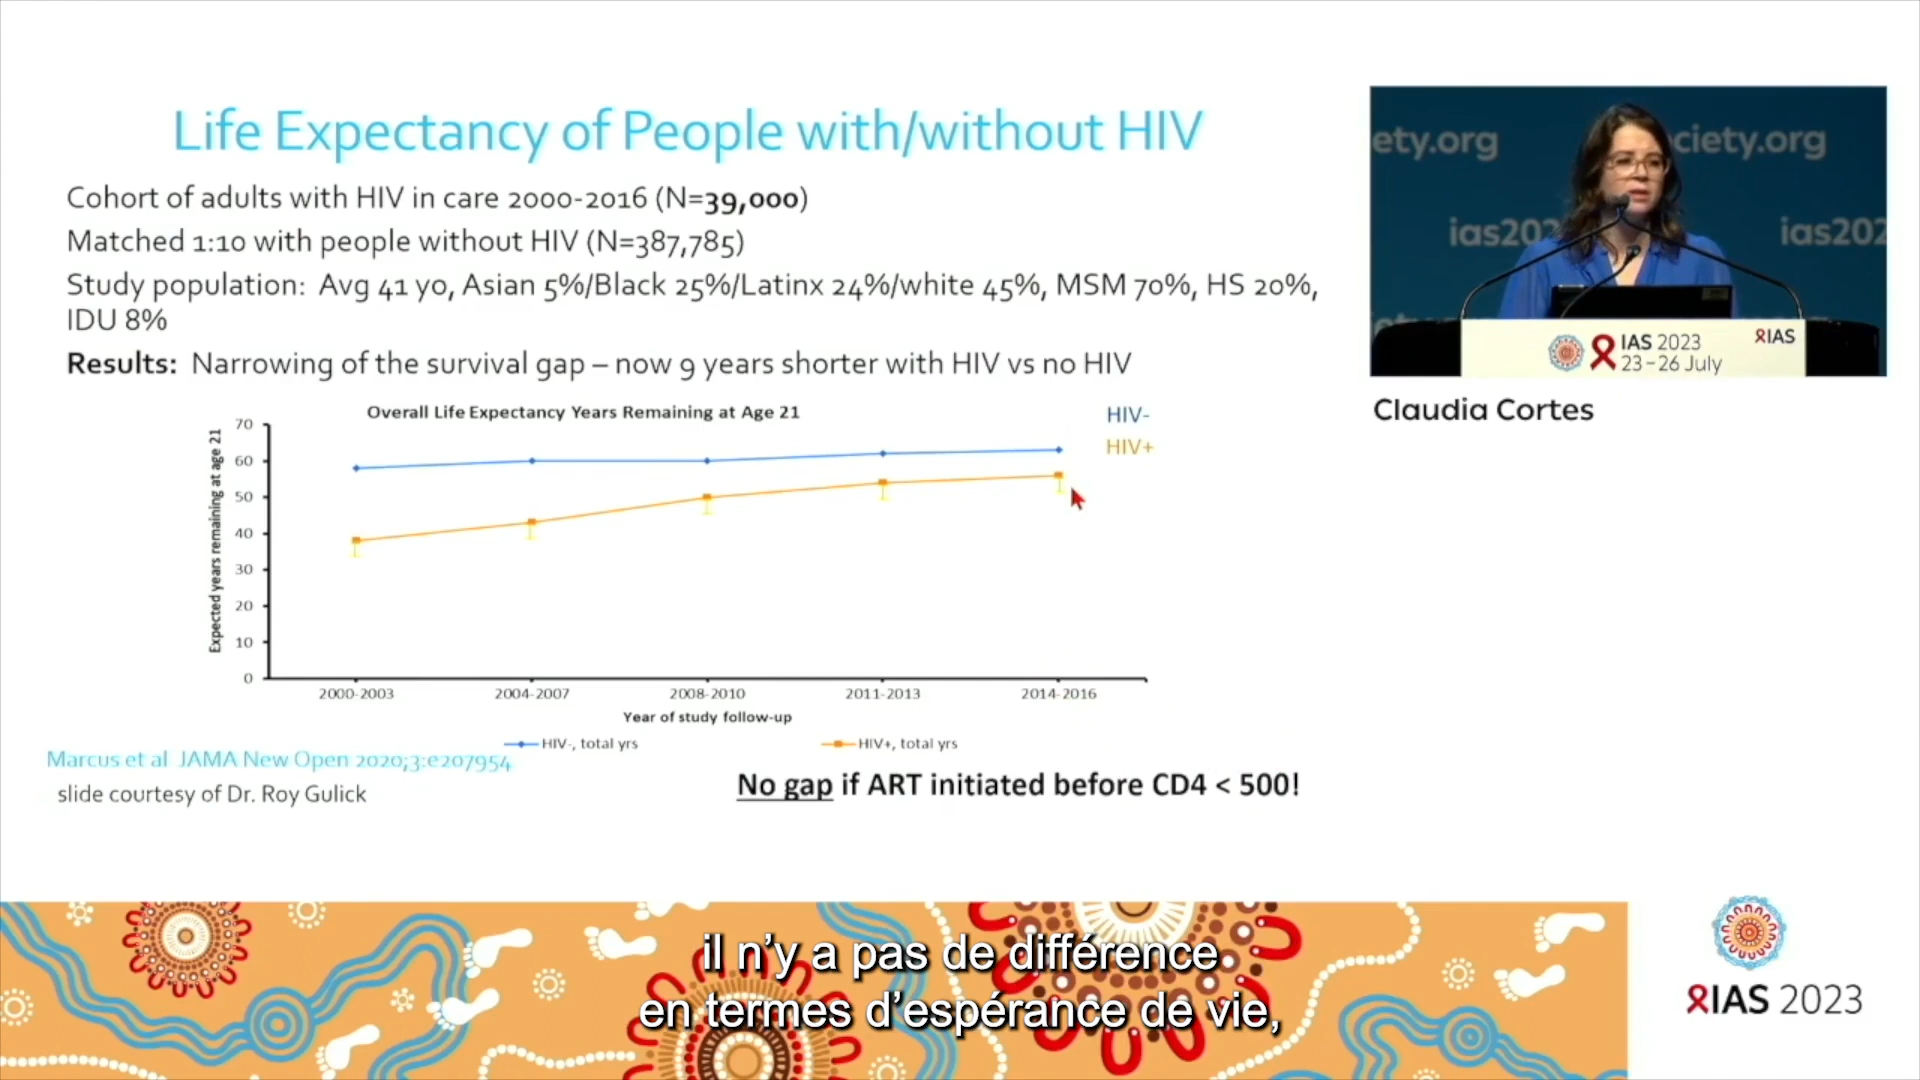 Life Expectancy of People with/without HIV
Cohort of adults with HIV in care 2000-2016 (N=39,000)
Matched 1:10 with people without HIV (N=387,785)
Study population: Avg 41 yo, Asian 5%/Black 25%/Latinx 24%/white 45%, MSM 70%, HS 20%,
IDU 8%
Results: Narrowing of the survival gap – now 9 years shorter with HIV vs no HIV
Overall Life Expectancy Years Remaining at Age 21
HIV-
HIV+
Expected years remaining at age 21
70
60
50
40
30
20
10
0
2000-2003 2004-2007 2008-2010 2011-2013 2014-2016
Year of study follow-up
HIV-, total yrs HIV+, total yrs
Marcus et al JAMA New Open 2020;3:e207954
slide courtesy of Dr. Roy Gulick
No gap if ART initiated before CD4 < 500!
ety.org ciety.org
ias202 ias202
IAS 2023
23-26 July
IAS
Claudia Cortes
il n’y a pas de différence
en termes d’espérance de vie,
IAS 2023